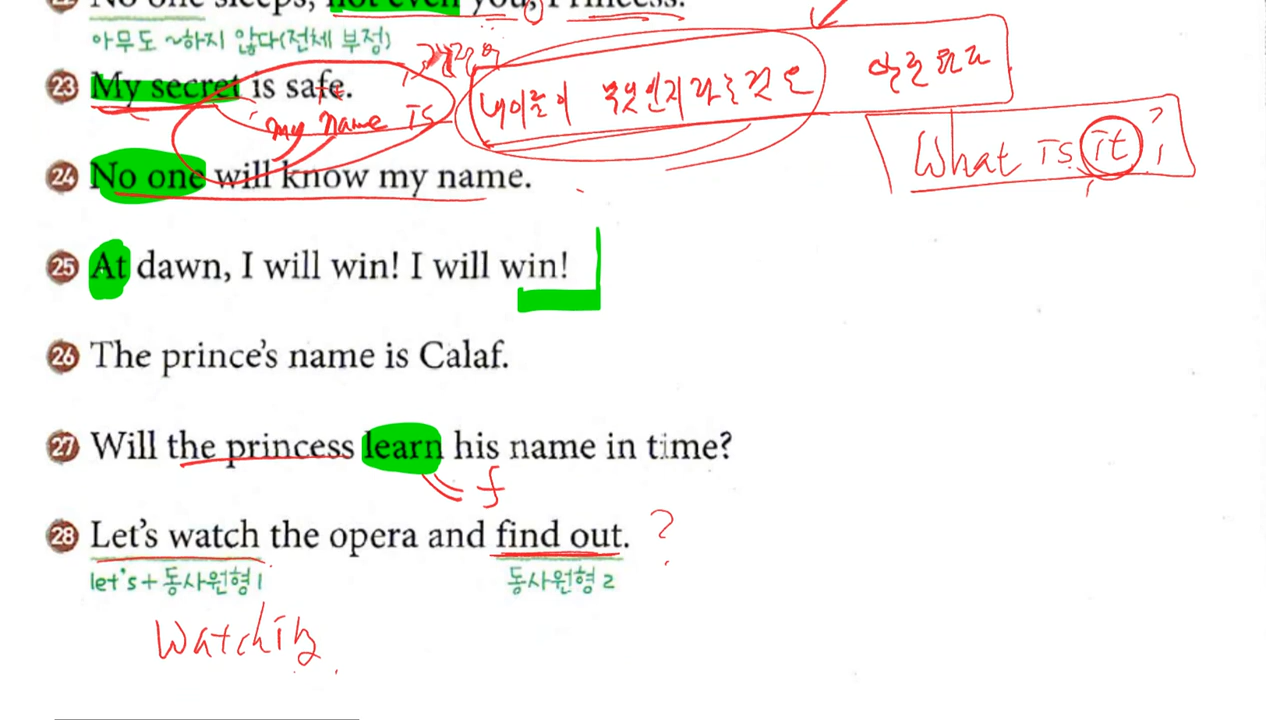 No one sleeps, not even you, Princess.
아무도 ~하지 않다(전체 부정)
23 My secret is safe.
my name is
내 이름이 무엇인지라는 것은
What is it?
24 No one will know my name.
25 At dawn, I will win! I will win!
26 The prince's name is Calaf.
27 Will the princess learn his name in time?
f
28 Let's watch the opera and find out. ?
let's+동사원형1 동사원형2
Watching